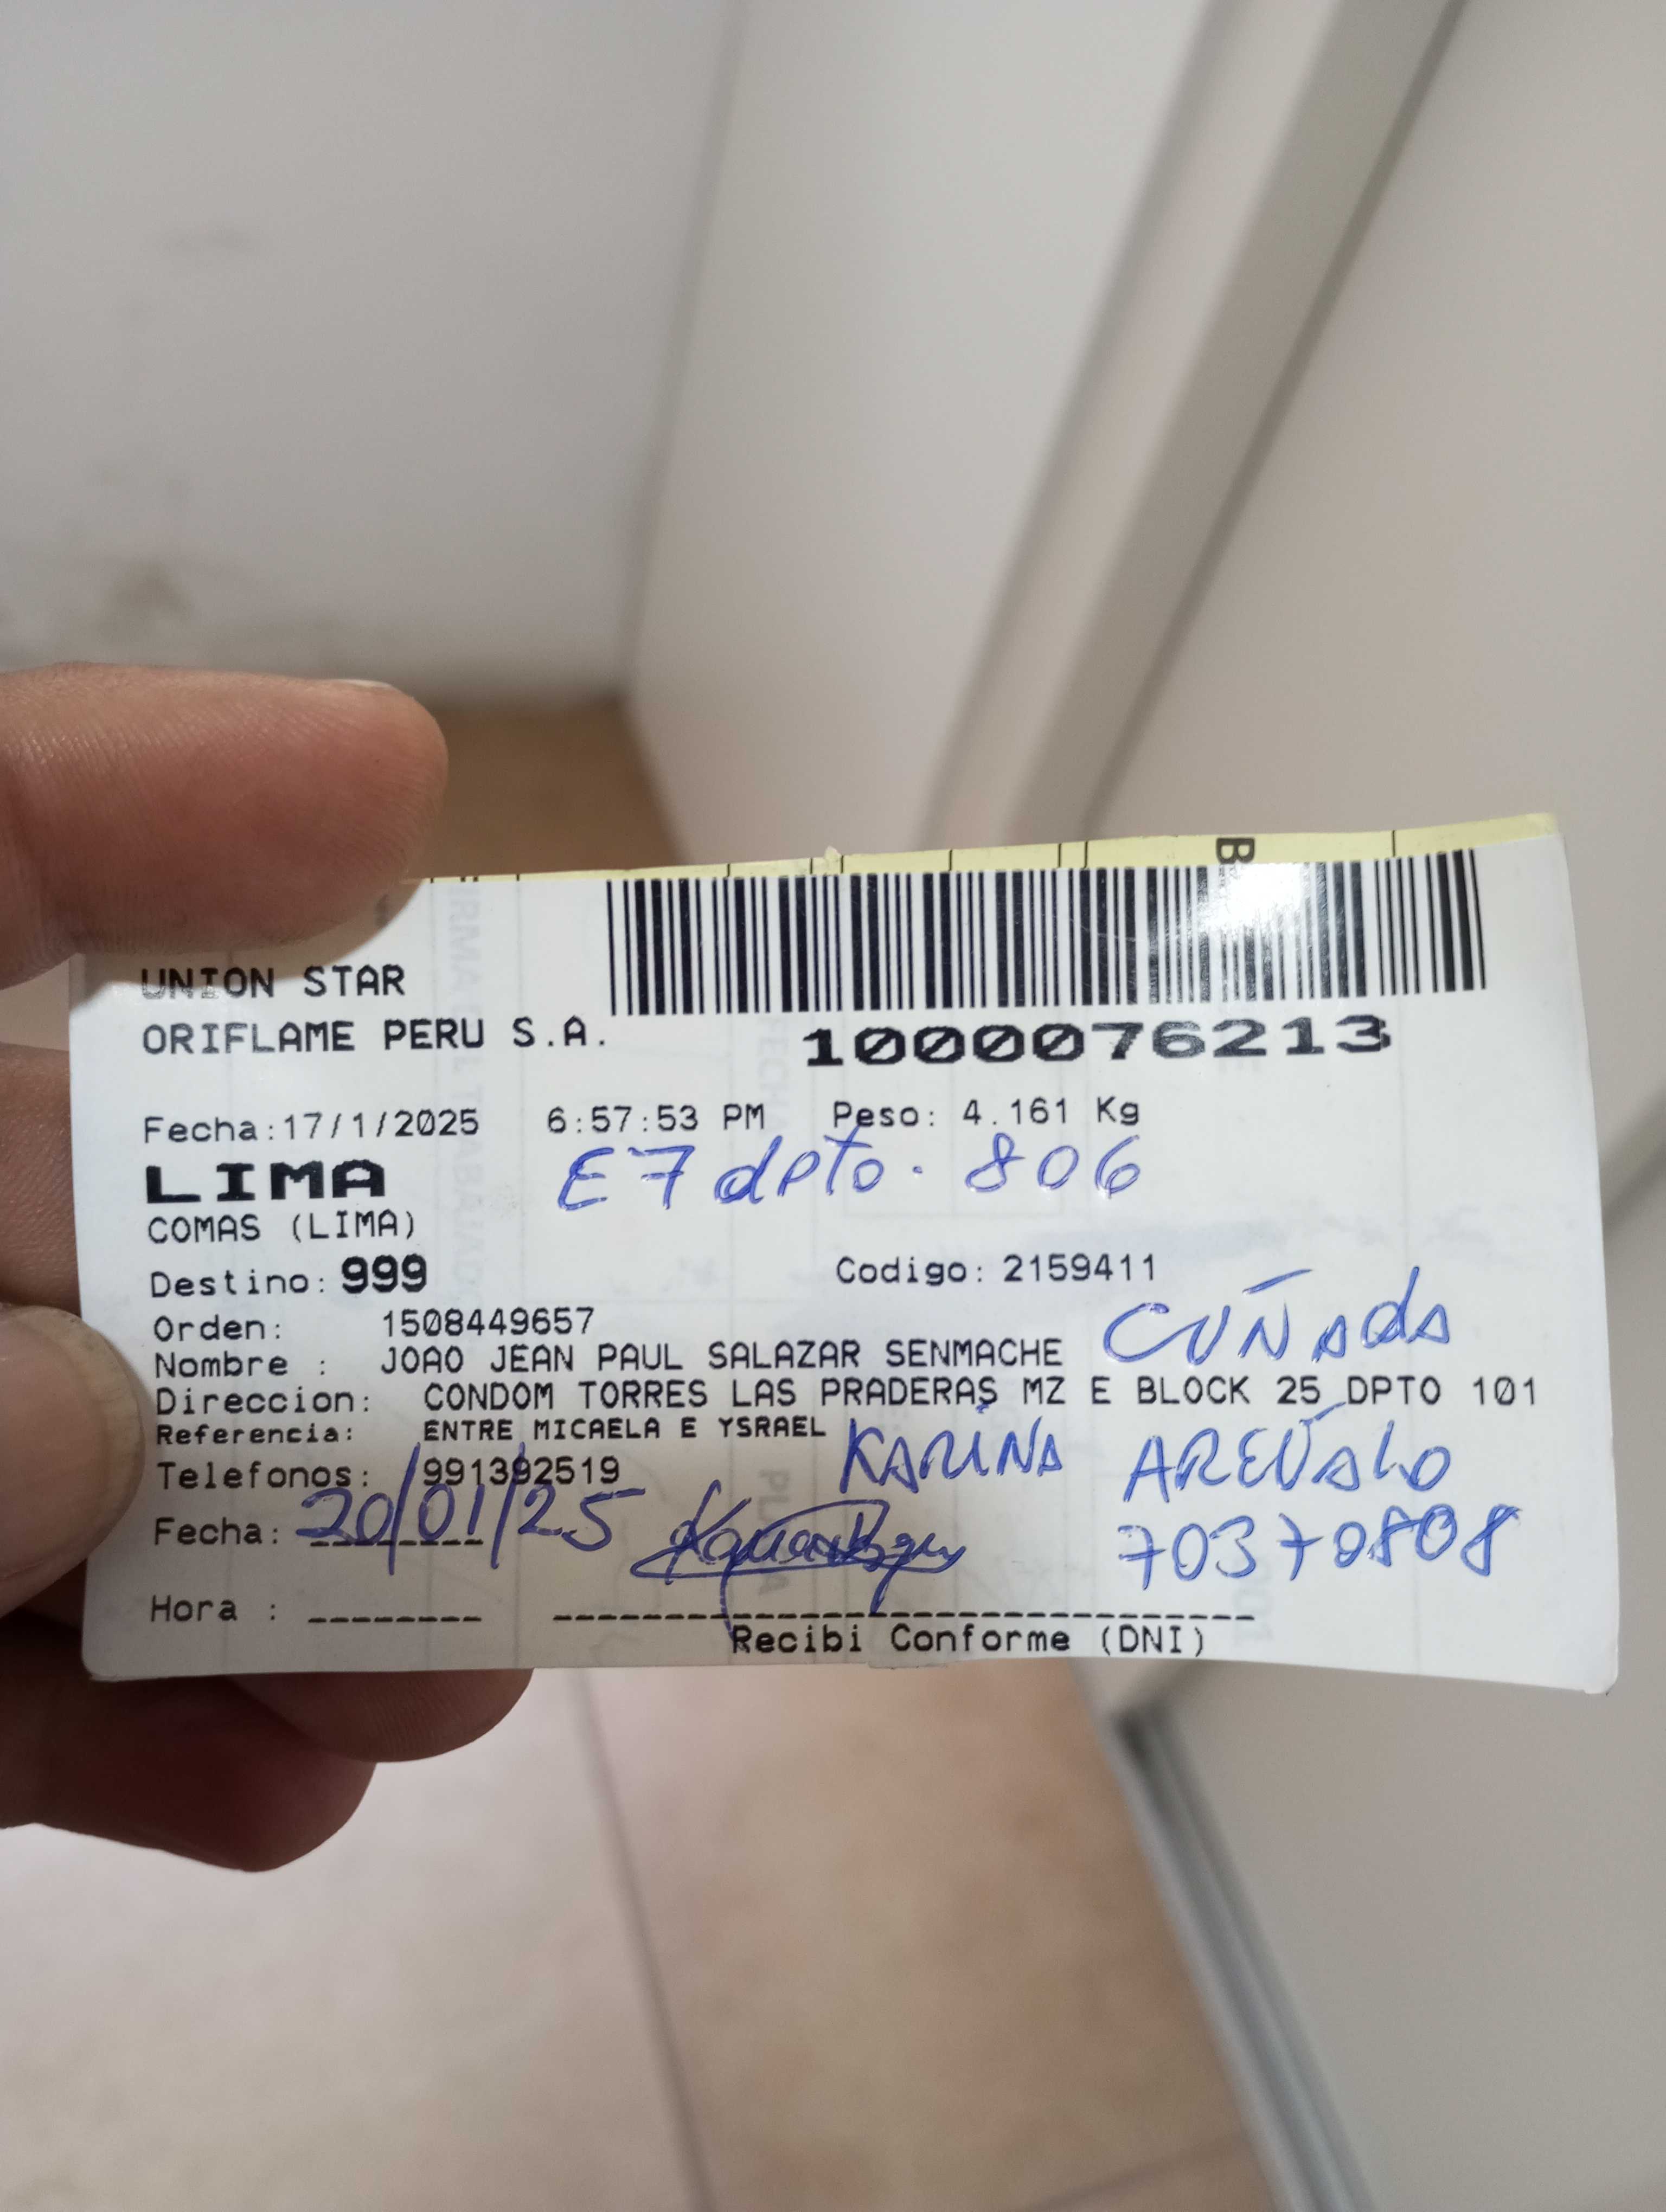 UNION STAR
ORIFLAME PERU S.A.
1000076213
Fecha:17/1/2025 6:57:53 PM Peso: 4.161 Kg
LIMA E7 dpto. 806
COMAS (LIMA)
Destino: 999 Codigo: 2159411
Orden: 1508449657
CUÑADA
Nombre : JOAO JEAN PAUL SALAZAR SENMACHE
Direccion: CONDOM TORRES LAS PRADERAS MZ E BLOCK 25 DPTO 101
Referencia: ENTRE MICAELA E YSRAEL
KARINA AREVALO
Telefonos: 991392519
Fecha: 20/01/25 70370808
Hora :
Recibi Conforme (DNI)